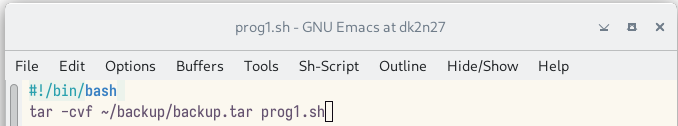 prog1.sh - GNU Emacs at dk2n27
File Edit Options Buffers Tools Sh-Script Outline Hide/Show Help
#!/bin/bash
tar -cvf ~/backup/backup.tar prog1.sh